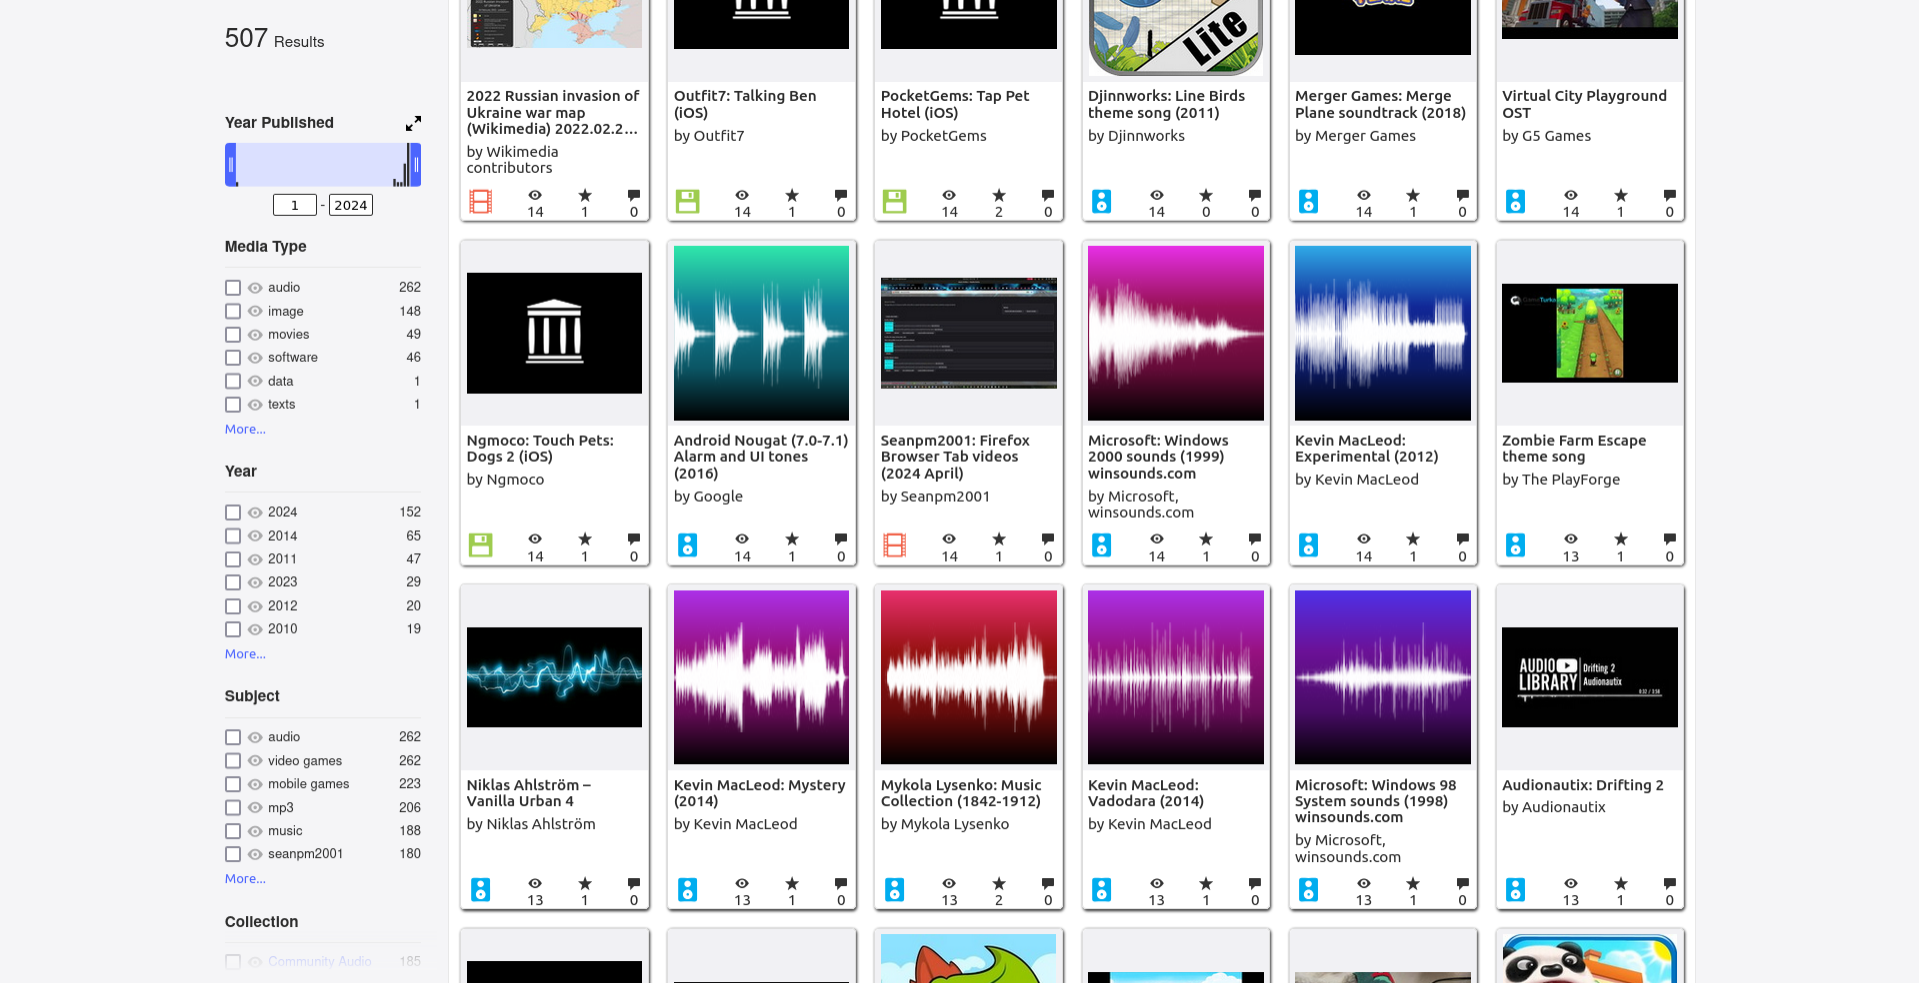 507 Results
Year Published
1 - 2024
Media Type
audio 262
image 148
movies 49
software 46
data 1
texts 1
More...
Year
2024 152
2014 65
2011 47
2023 29
2012 20
2010 19
More...
Subject
audio 262
video games 262
mobile games 223
mp3 206
music 188
seanpm2001 180
More...
Collection
Community Audio 185
Lite
2022 Russian invasion of
Ukraine war map
(Wikimedia) 2022.02.2...
by Wikimedia
contributors
14 1 0
Outfit7: Talking Ben
(iOS)
by Outfit7
14 1 0
PocketGems: Tap Pet
Hotel (iOS)
by PocketGems
14 2 0
Djinnworks: Line Birds
theme song (2011)
by Djinnworks
14 0 0
Merger Games: Merge
Plane soundtrack (2018)
by Merger Games
14 1 0
Virtual City Playground
OST
by G5 Games
14 1 0
Ngmoco: Touch Pets:
Dogs 2 (iOS)
by Ngmoco
14 1 0
Android Nougat (7.0-7.1)
Alarm and UI tones
(2016)
by Google
14 1 0
Seanpm2001: Firefox
Browser Tab videos
(2024 April)
by Seanpm2001
14 1 0
Microsoft: Windows
2000 sounds (1999)
winsounds.com
by Microsoft,
winsounds.com
14 1 0
Kevin MacLeod:
Experimental (2012)
by Kevin MacLeod
14 1 0
Zombie Farm Escape
theme song
by The PlayForge
13 1 0
Niklas Ahlström –
Vanilla Urban 4
by Niklas Ahlström
13 1 0
Kevin MacLeod: Mystery
(2014)
by Kevin MacLeod
13 1 0
Mykola Lysenko: Music
Collection (1842-1912)
by Mykola Lysenko
13 2 0
Kevin MacLeod:
Vadodara (2014)
by Kevin MacLeod
13 1 0
Microsoft: Windows 98
System sounds (1998)
winsounds.com
by Microsoft,
winsounds.com
13 1 0
AUDIO
LIBRARY
Drifting 2
Audionautix
Audionautix: Drifting 2
by Audionautix
13 1 0